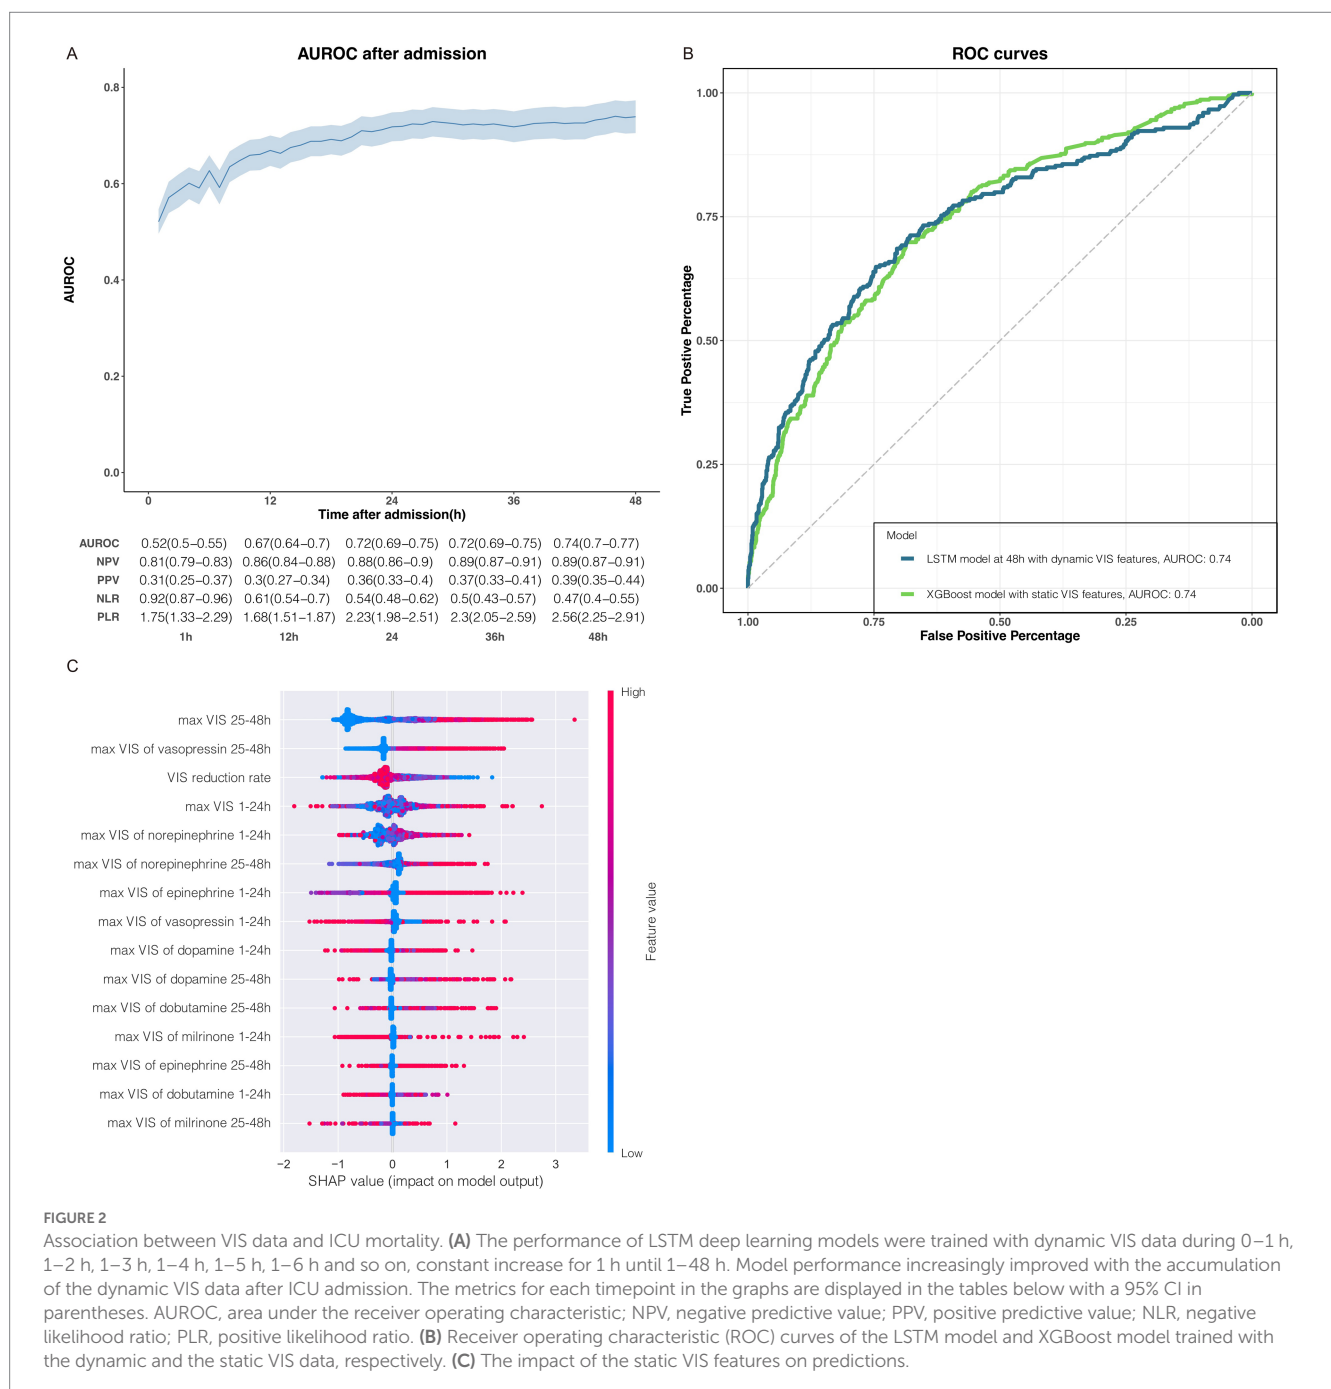 A
AUROC after admission
0.8
0.6
0.4
0.2
0.0
AUROC
0 12 24 36 48
Time after admission(h)
AUROC 0.52(0.5–0.55) 0.67(0.64–0.7) 0.72(0.69–0.75) 0.72(0.69–0.75) 0.74(0.7–0.77)
NPV 0.81(0.79–0.83) 0.86(0.84–0.88) 0.88(0.86–0.9) 0.89(0.87–0.91) 0.89(0.87–0.91)
PPV 0.31(0.25–0.37) 0.3(0.27–0.34) 0.36(0.33–0.4) 0.37(0.33–0.41) 0.39(0.35–0.44)
NLR 0.92(0.87–0.96) 0.61(0.54–0.7) 0.54(0.48–0.62) 0.5(0.43–0.57) 0.47(0.4–0.55)
PLR 1.75(1.33–2.29) 1.68(1.51–1.87) 2.23(1.98–2.51) 2.3(2.05–2.59) 2.56(2.25–2.91)
1h 12h 24 36h 48h
B
ROC curves
1.00
0.75
0.50
0.25
0.00
True Postive Percentage
Model
LSTM model at 48h with dynamic VIS features, AUROC: 0.74
XGBoost model with static VIS features, AUROC: 0.74
1.00 0.75 0.50 0.25 0.00
False Positive Percentage
C
max VIS 25-48h
max VIS of vasopressin 25-48h
VIS reduction rate
max VIS 1-24h
max VIS of norepinephrine 1-24h
max VIS of norepinephrine 25-48h
max VIS of epinephrine 1-24h
max VIS of vasopressin 1-24h
max VIS of dopamine 1-24h
max VIS of dopamine 25-48h
max VIS of dobutamine 25-48h
max VIS of milrinone 1-24h
max VIS of epinephrine 25-48h
max VIS of dobutamine 1-24h
max VIS of milrinone 25-48h
−2 −1 0 1 2 3
SHAP value (impact on model output)
High
Feature value
Low
FIGURE 2
Association between VIS data and ICU mortality. (A) The performance of LSTM deep learning models were trained with dynamic VIS data during 0–1 h,
1–2 h, 1–3 h, 1–4 h, 1–5 h, 1–6 h and so on, constant increase for 1 h until 1–48 h. Model performance increasingly improved with the accumulation
of the dynamic VIS data after ICU admission. The metrics for each timepoint in the graphs are displayed in the tables below with a 95% CI in
parentheses. AUROC, area under the receiver operating characteristic; NPV, negative predictive value; PPV, positive predictive value; NLR, negative
likelihood ratio; PLR, positive likelihood ratio. (B) Receiver operating characteristic (ROC) curves of the LSTM model and XGBoost model trained with
the dynamic and the static VIS data, respectively. (C) The impact of the static VIS features on predictions.